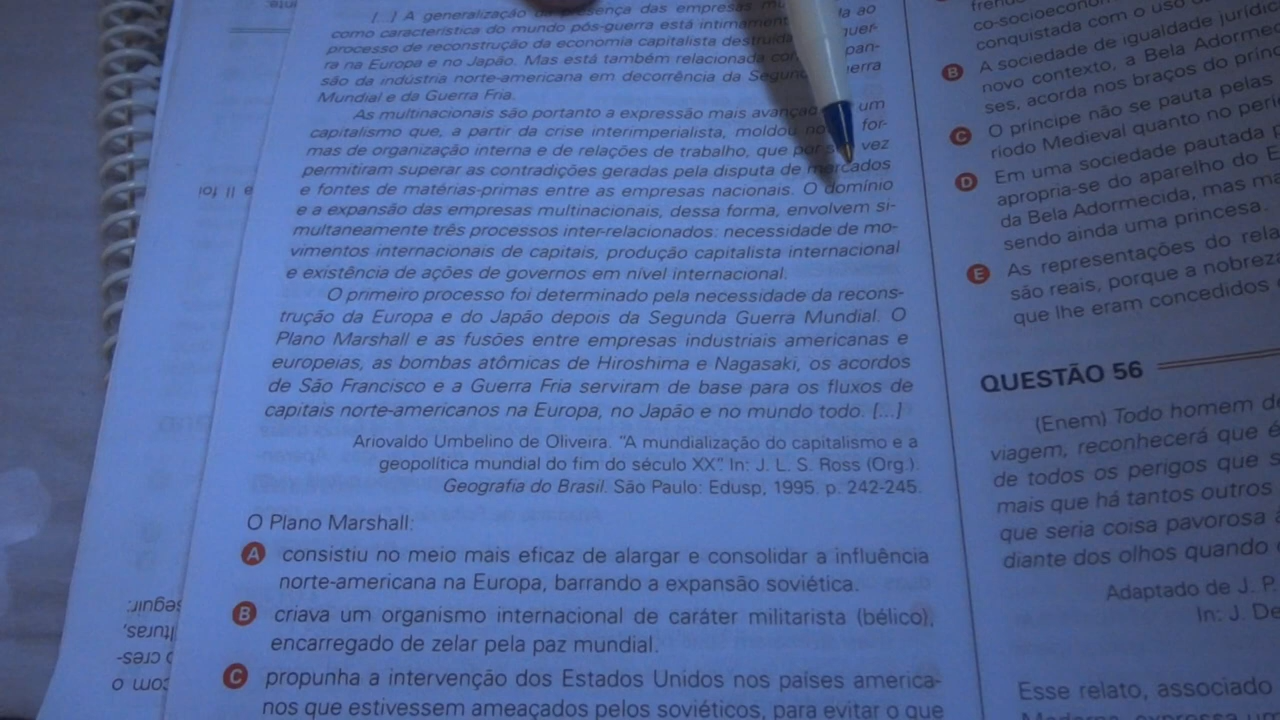 [...] A generalização da presença das empresas
como característica do mundo pós-guerra está intimamente ao
processo de reconstrução da economia capitalista destruída
ra na Europa e no Japão. Mas está também relacionada
são da indústria norte-americana em decorrência da Segunda
Mundial e da Guerra Fria.
As multinacionais são portanto a expressão mais um
capitalismo que, a partir da crise interimperialista, moldou for-
mas de organização interna e de relações de trabalho, que por sua vez
permitiram superar as contradições geradas pela disputa de mercados
e fontes de matérias-primas entre as empresas nacionais. O domínio
e a expansão das empresas multinacionais, dessa forma, envolvem si-
multaneamente três processos inter-relacionados: necessidade de mo-
vimentos internacionais de capitais, produção capitalista internacional
e existência de ações de governos em nível internacional.
O primeiro processo foi determinado pela necessidade da recons-
trução da Europa e do Japão depois da Segunda Guerra Mundial. O
Plano Marshall e as fusões entre empresas industriais americanas e
europeias, as bombas atômicas de Hiroshima e Nagasaki, os acordos
de São Francisco e a Guerra Fria serviram de base para os fluxos de
capitais norte-americanos na Europa, no Japão e no mundo todo. [...]
Ariovaldo Umbelino de Oliveira. "A mundialização do capitalismo e a
geopolítica mundial do fim do século XX". In: J. L. S. Ross (Org.).
Geografia do Brasil. São Paulo: Edusp, 1995. p. 242-245.
O Plano Marshall:
A consistiu no meio mais eficaz de alargar e consolidar a influência
norte-americana na Europa, barrando a expansão soviética.
B criava um organismo internacional de caráter militarista (bélico),
encarregado de zelar pela paz mundial.
C propunha a intervenção dos Estados Unidos nos países america-
nos que estivessem ameaçados pelos soviéticos, para evitar o que
co-socioeconôm
conquistada com o uso
B A sociedade de igualdade jurídic
novo contexto, a Bela Adorme
ses, acorda nos braços do prínc
C O príncipe não se pauta pelas
ríodo Medieval quanto no perí
D Em uma sociedade pautada
apropria-se do aparelho do E
da Bela Adormecida, mas ma
sendo ainda uma princesa.
E As representações do rela
são reais, porque a nobreza
que lhe eram concedidos
QUESTÃO 56
(Enem) Todo homem de
viagem, reconhecerá que é
de todos os perigos que s
mais que há tantos outros
que seria coisa pavorosa
diante dos olhos quando
Adaptado de J. P.
In: J. De
Esse relato, associado